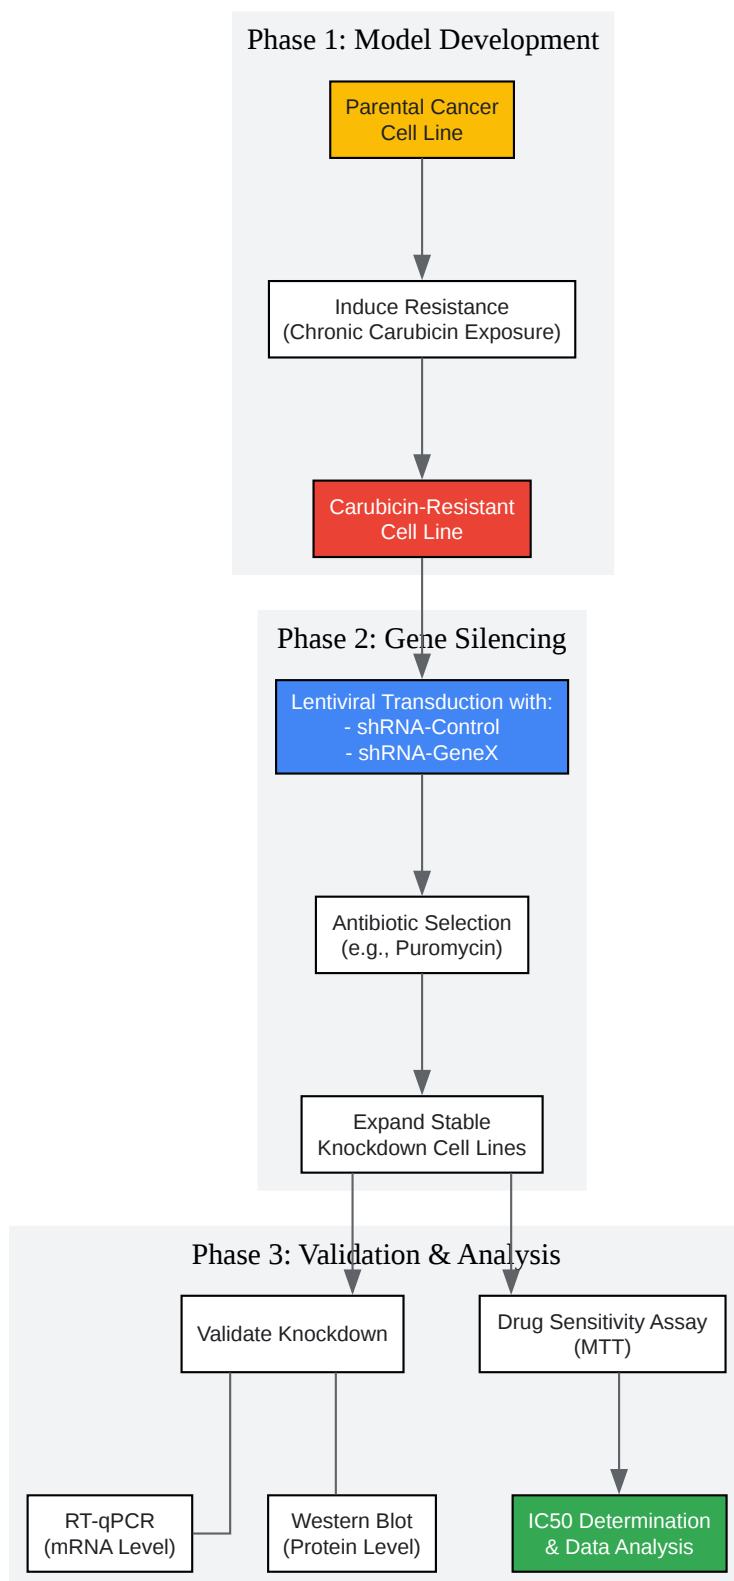 Phase 1: Model Development
Parental Cancer
Cell Line
Induce Resistance
(Chronic Carubicin Exposure)
Carubicin-Resistant
Cell Line
Phase 2: Gene Silencing
Lentiviral Transduction with:
- shRNA-Control
- shRNA-GeneX
Antibiotic Selection
(e.g., Puromycin)
Expand Stable
Knockdown Cell Lines
Phase 3: Validation & Analysis
Validate Knockdown
Drug Sensitivity Assay
(MTT)
RT-qPCR
(mRNA Level)
Western Blot
(Protein Level)
IC50 Determination
& Data Analysis